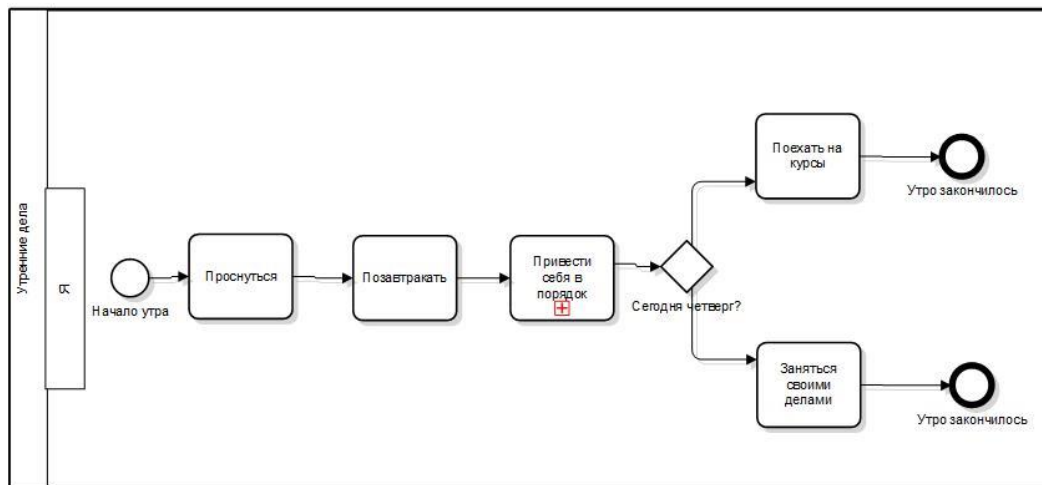 Утренние дела
Я
Начало утра
Проснуться
Позавтракать
Привести
себя в
порядок
Сегодня четверг?
Поехать на
курсы
Утро закончилось
Заняться
своими
делами
Утро закончилось